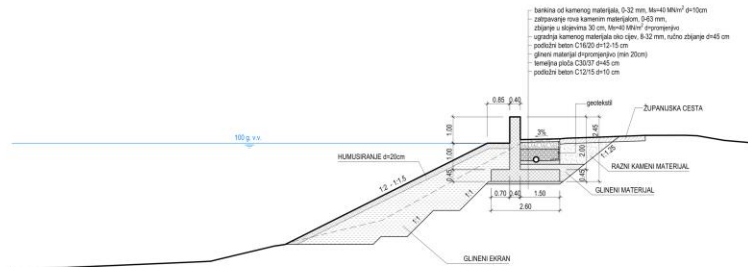 bankina od kamenog materijala, 0-32 mm, Ms=40 MN/m² d=10cm
zatrpavanje rova kamenim materijalom, 0-63 mm,
zbijanje u slojevima 30 cm, Ms=40 MN/m² d=promjenjivo
ugradnja kamenog materijala oko cijevi, 8-32 mm, ručno zbijanje d=45 cm
podložni beton C16/20 d=12-15 cm
glineni materijal d=promjenjivo (min 20cm)
temeljna ploča C30/37 d=45 cm
podložni beton C12/15 d=10 cm
0.85 0.40
geotekstil
ŽUPANIJSKA CESTA
100 g. v.v.
1.00
3%
2.45
2.00
1:1.25
HUMUSIRANJE d=20cm
1.00
RAZNI KAMENI MATERIJAL
1:2 - 1:1.5
0.45
0.45
GLINENI MATERIJAL
1:1
0.70 0.40 1.50
2.60
1:1
GLINENI EKRAN